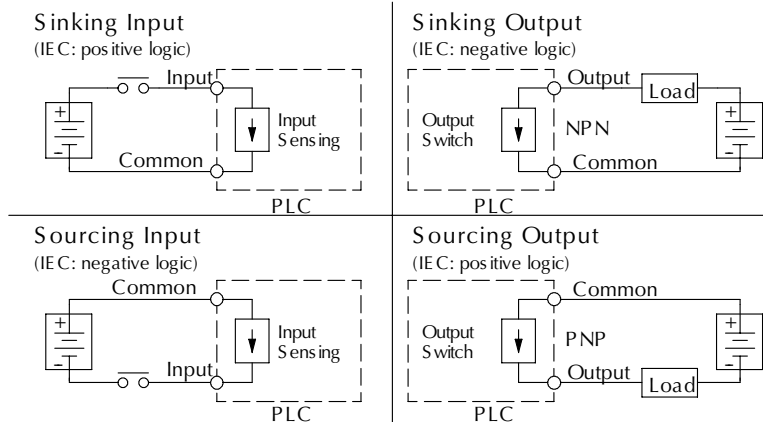 Sinking Input
(IEC: positive logic)
Input
+
−
Input
Sensing
Common
PLC
Sinking Output
(IEC: negative logic)
Output
Load
Output
Switch
NPN
+
−
Common
PLC
Sourcing Input
(IEC: negative logic)
Common
+
−
Input
Sensing
Input
PLC
Sourcing Output
(IEC: positive logic)
Common
Output
Switch
PNP
+
−
Output
Load
PLC